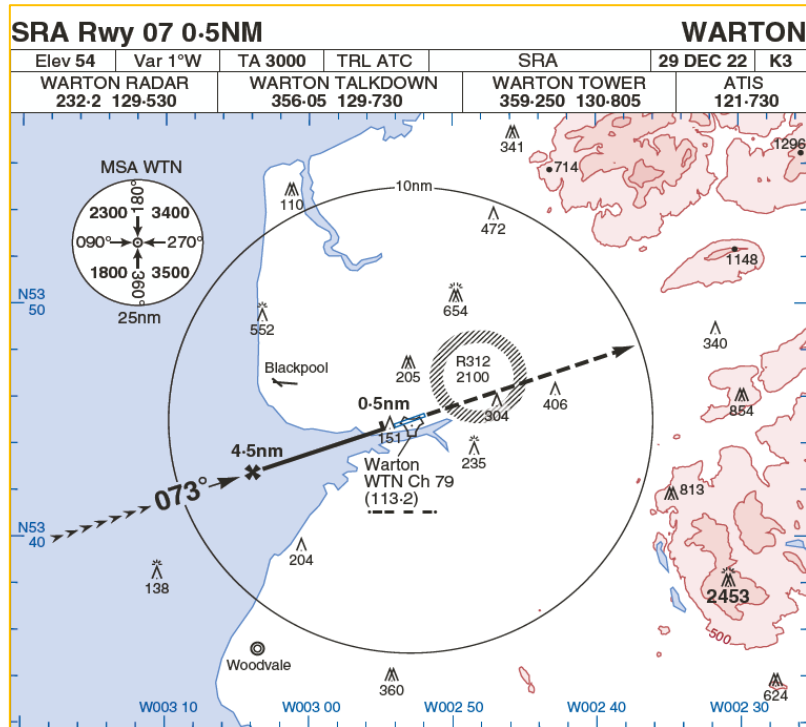 SRA Rwy 07 0·5NM WARTON
Elev 54 Var 1°W TA 3000 TRL ATC SRA 29 DEC 22 K3
WARTON RADAR WARTON TALKDOWN WARTON TOWER ATIS
232·2 129·530 356·05 129·730 359·250 130·805 121·730
341
1296
714
MSA WTN
10nm
180°
110
2300 3400
472
090° 270°
1148
1800 3500
360°
654
N53
50
25nm
552
340
R312
2100
Blackpool
205
0·5nm
304
406
854
151
4·5nm
235
Warton
WTN Ch 79
(113·2)
073°
813
N53
40
204
138
2453
500
Woodvale
360
624
W003 10 W003 00 W002 50 W002 40 W002 30